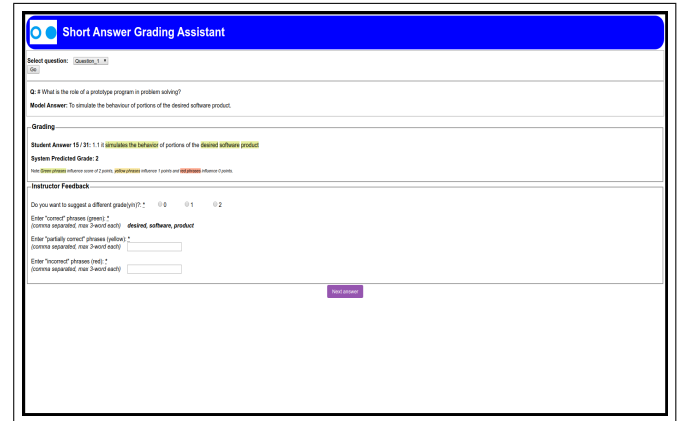 Short Answer Grading Assistant
Select question: Question_1
Go
Q: # What is the role of a prototype program in problem solving?
Model Answer: To simulate the behaviour of portions of the desired software product.
Grading
Student Answer 15 / 31: 1.1 it simulates the behavior of portions of the desired software product
System Predicted Grade: 2
Note: Green phrases influence score of 2 points, yellow phrases influence 1 points and red phrases influence 0 points.
Instructor Feedback
Do you want to suggest a different grade(y/n)?: * 0 1 2
Enter "correct" phrases (green): *
(comma separated, max 3-word each) desired, software, product
Enter "partially correct" phrases (yellow): *
(comma separated, max 3-word each)
Enter "incorrect" phrases (red): *
(comma separated, max 3-word each)
Next answer